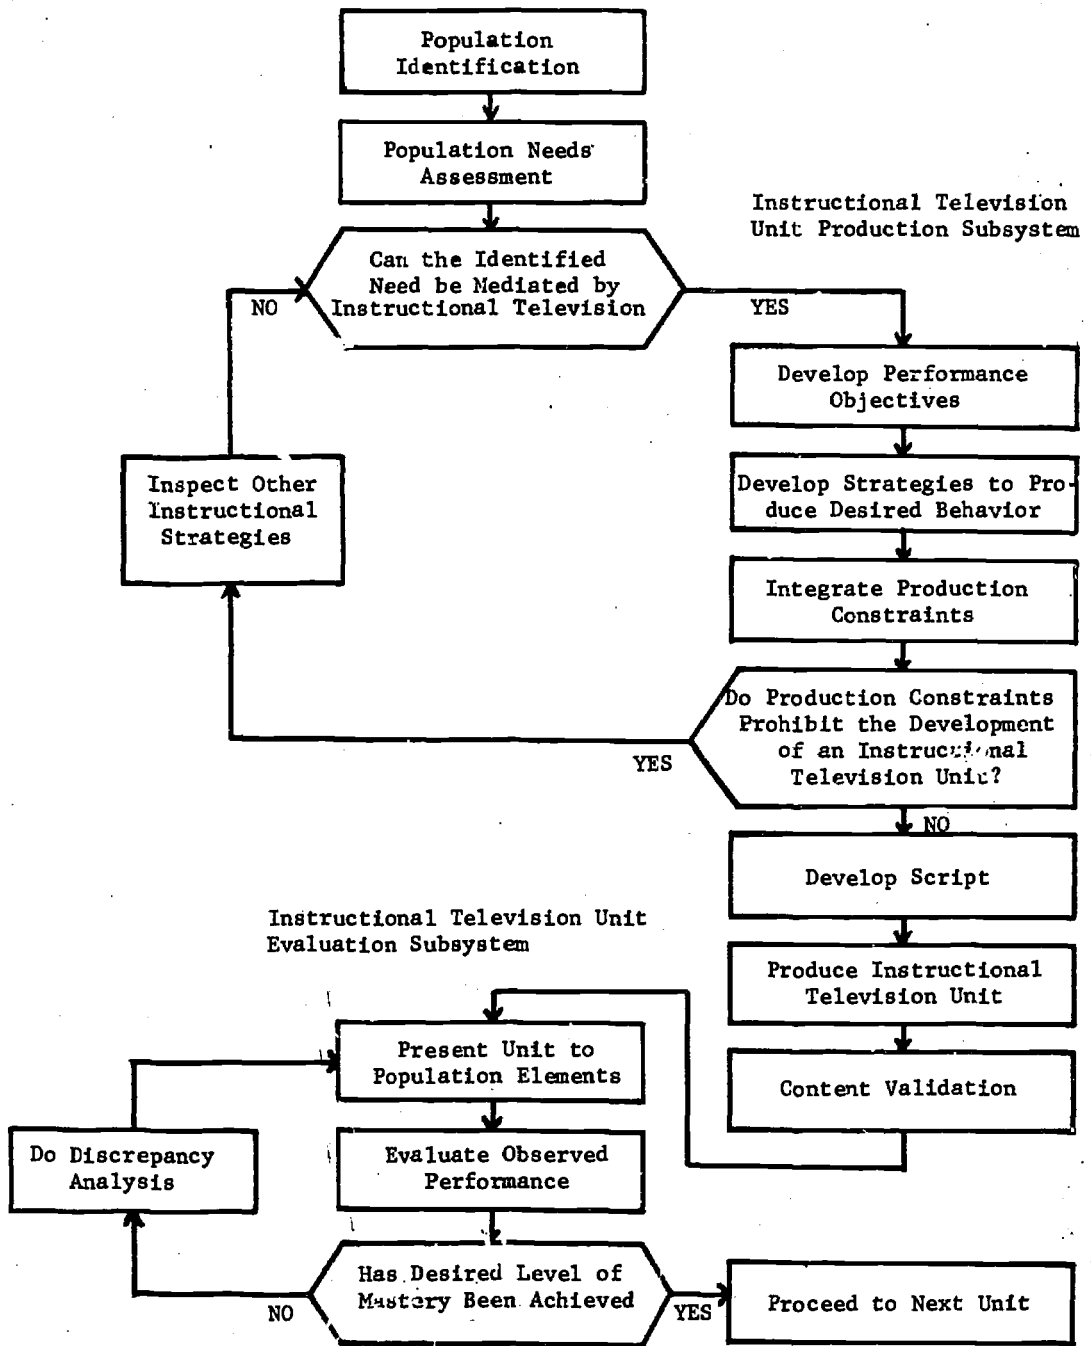 Population
Identification
Population Needs
Assessment
Instructional Television
Unit Production Subsystem
Can the Identified
Need be Mediated by
Instructional Television
NO
YES
Develop Performance
Objectives
Inspect Other
Instructional
Strategies
Develop Strategies to Pro-
duce Desired Behavior
Integrate Production
Constraints
Do Production Constraints
Prohibit the Development
of an Instructional
Television Unit?
YES
NO
Develop Script
Instructional Television Unit
Evaluation Subsystem
Produce Instructional
Television Unit
Present Unit to
Population Elements
Content Validation
Do Discrepancy
Analysis
Evaluate Observed
Performance
Has Desired Level of
Mastery Been Achieved
NO
YES
Proceed to Next Unit